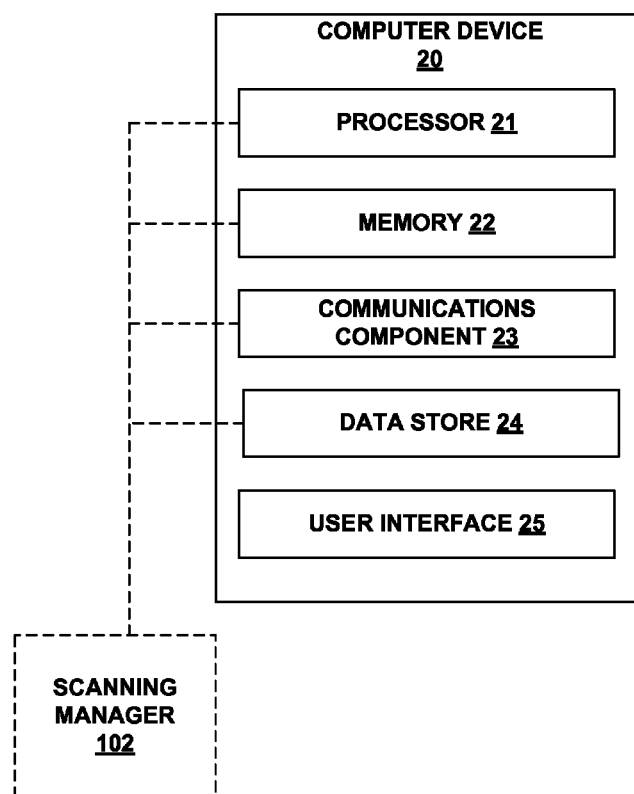 COMPUTER DEVICE
20
PROCESSOR 21
MEMORY 22
COMMUNICATIONS
COMPONENT 23
DATA STORE 24
USER INTERFACE 25
SCANNING
MANAGER
102